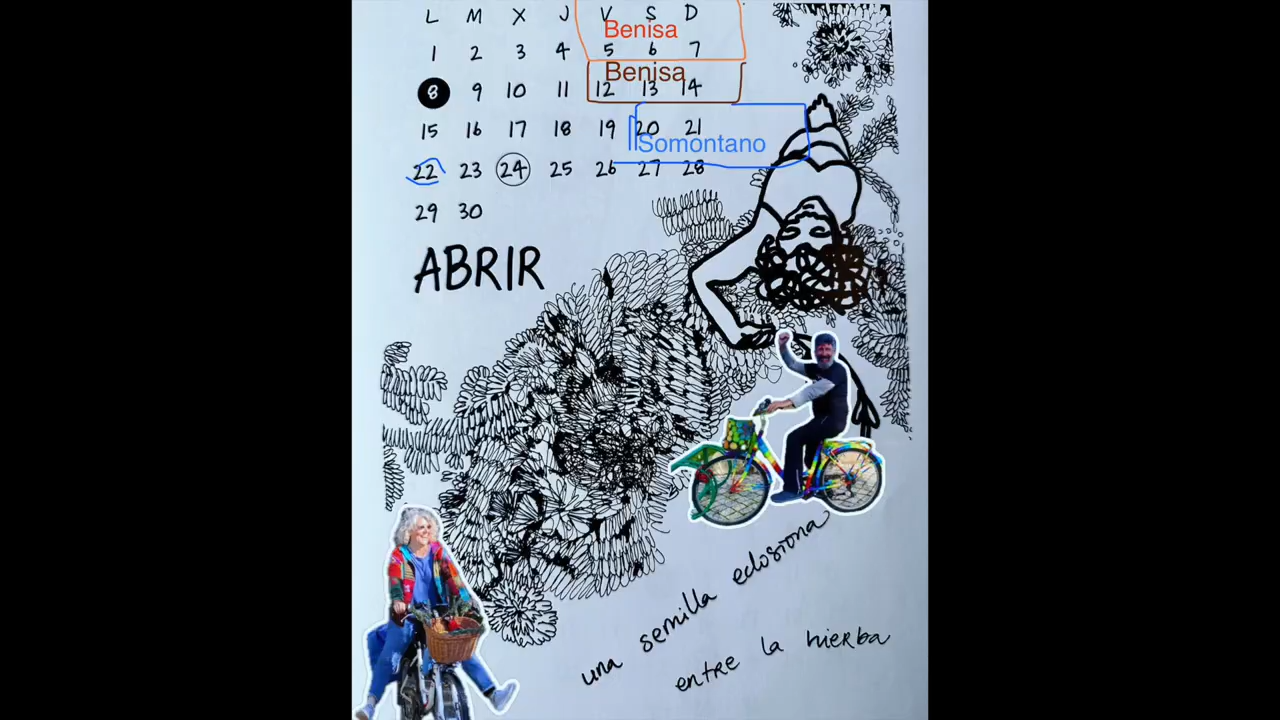 L M X J V S D
Benisa
1 2 3 4 5 6 7
Benisa
8 9 10 11 12 13 14
15 16 17 18 19 20 21
Somontano
22 23 24 25 26 27 28
29 30
ABRIR
una semilla eclosiona
entre la hierba